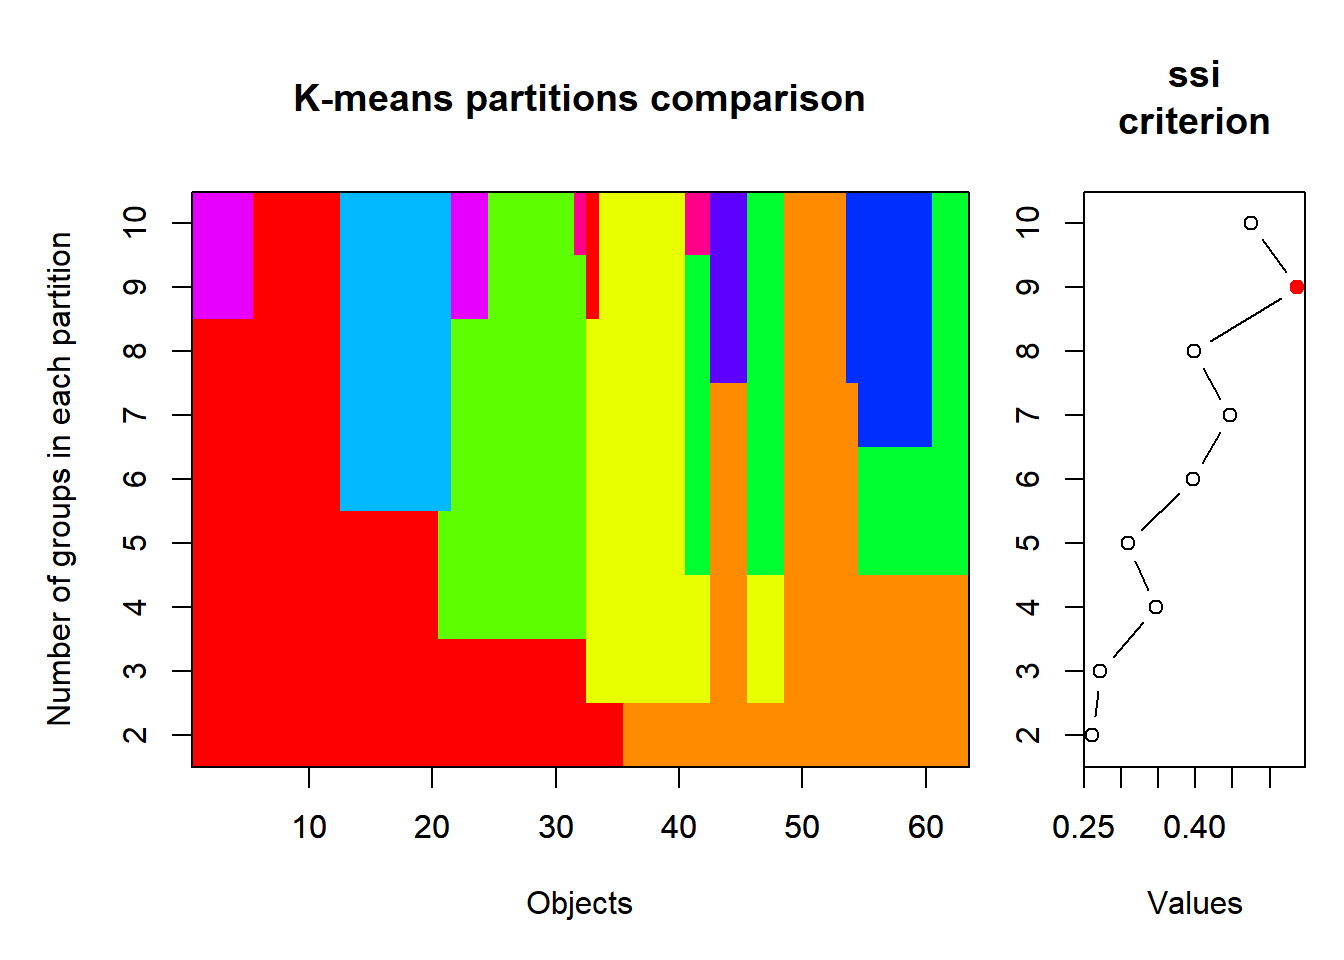 K-means partitions comparison
ssi
criterion
Number of groups in each partition
10
9
8
7
6
5
4
3
2
10 20 30 40 50 60
Objects
10
9
8
7
6
5
4
3
2
0.25 0.40
Values